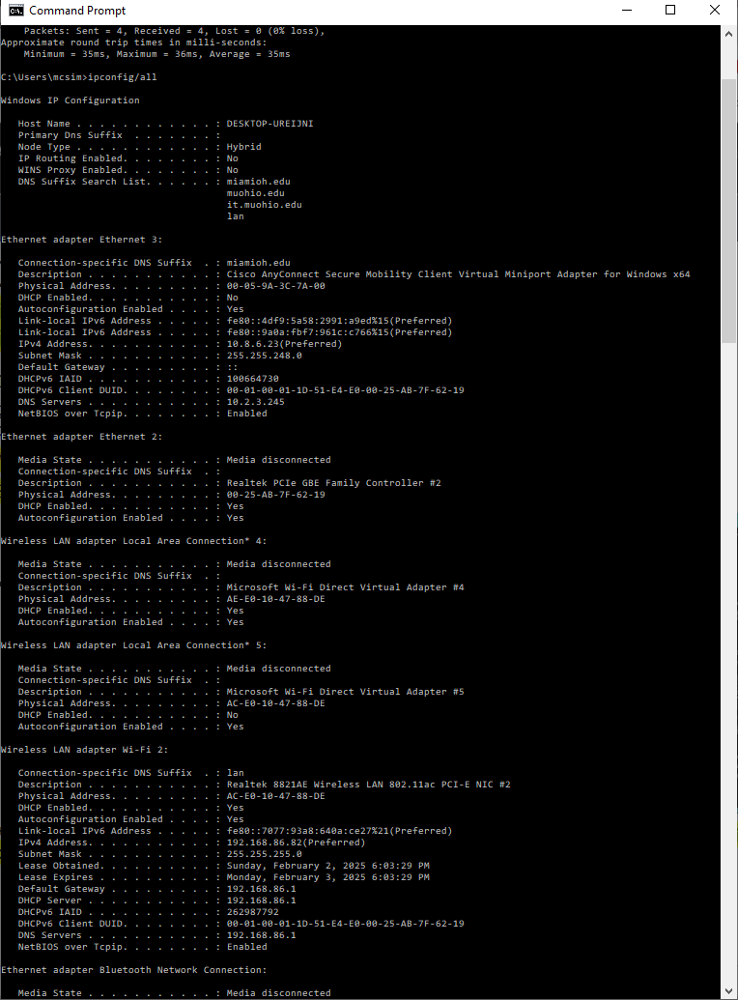 Command Prompt
    Packets: Sent = 4, Received = 4, Lost = 0 (0% loss),
Approximate round trip times in milli-seconds:
    Minimum = 35ms, Maximum = 36ms, Average = 35ms
C:\Users\mcsim>ipconfig/all
Windows IP Configuration
   Host Name . . . . . . . . . . . . : DESKTOP-UREIJNI
   Primary Dns Suffix  . . . . . . . :
   Node Type . . . . . . . . . . . . : Hybrid
   IP Routing Enabled. . . . . . . . : No
   WINS Proxy Enabled. . . . . . . . : No
   DNS Suffix Search List. . . . . . : miamioh.edu
                                       muohio.edu
                                       it.muohio.edu
                                       lan
Ethernet adapter Ethernet 3:
   Connection-specific DNS Suffix  . : miamioh.edu
   Description . . . . . . . . . . . : Cisco AnyConnect Secure Mobility Client Virtual Miniport Adapter for Windows x64
   Physical Address. . . . . . . . . : 00-05-9A-3C-7A-00
   DHCP Enabled. . . . . . . . . . . : No
   Autoconfiguration Enabled . . . . : Yes
   Link-local IPv6 Address . . . . . : fe80::4df9:5a58:2991:a9ed%15(Preferred)
   Link-local IPv6 Address . . . . . : fe80::9a0a:fbf7:961c:c766%15(Preferred)
   IPv4 Address. . . . . . . . . . . : 10.8.6.23(Preferred)
   Subnet Mask . . . . . . . . . . . : 255.255.248.0
   Default Gateway . . . . . . . . . : ::
   DHCPv6 IAID . . . . . . . . . . . : 100664730
   DHCPv6 Client DUID. . . . . . . . : 00-01-00-01-1D-51-E4-E0-00-25-AB-7F-62-19
   DNS Servers . . . . . . . . . . . : 10.2.3.245
   NetBIOS over Tcpip. . . . . . . . : Enabled
Ethernet adapter Ethernet 2:
   Media State . . . . . . . . . . . : Media disconnected
   Connection-specific DNS Suffix  . :
   Description . . . . . . . . . . . : Realtek PCIe GBE Family Controller #2
   Physical Address. . . . . . . . . : 00-25-AB-7F-62-19
   DHCP Enabled. . . . . . . . . . . : Yes
   Autoconfiguration Enabled . . . . : Yes
Wireless LAN adapter Local Area Connection* 4:
   Media State . . . . . . . . . . . : Media disconnected
   Connection-specific DNS Suffix  . :
   Description . . . . . . . . . . . : Microsoft Wi-Fi Direct Virtual Adapter #4
   Physical Address. . . . . . . . . : AE-E0-10-47-88-DE
   DHCP Enabled. . . . . . . . . . . : Yes
   Autoconfiguration Enabled . . . . : Yes
Wireless LAN adapter Local Area Connection* 5:
   Media State . . . . . . . . . . . : Media disconnected
   Connection-specific DNS Suffix  . :
   Description . . . . . . . . . . . : Microsoft Wi-Fi Direct Virtual Adapter #5
   Physical Address. . . . . . . . . : AC-E0-10-47-88-DE
   DHCP Enabled. . . . . . . . . . . : No
   Autoconfiguration Enabled . . . . : Yes
Wireless LAN adapter Wi-Fi 2:
   Connection-specific DNS Suffix  . : lan
   Description . . . . . . . . . . . : Realtek 8821AE Wireless LAN 802.11ac PCI-E NIC #2
   Physical Address. . . . . . . . . : AC-E0-10-47-88-DE
   DHCP Enabled. . . . . . . . . . . : Yes
   Autoconfiguration Enabled . . . . : Yes
   Link-local IPv6 Address . . . . . : fe80::7077:93a8:640a:ce27%21(Preferred)
   IPv4 Address. . . . . . . . . . . : 192.168.86.82(Preferred)
   Subnet Mask . . . . . . . . . . . : 255.255.255.0
   Lease Obtained. . . . . . . . . . : Sunday, February 2, 2025 6:03:29 PM
   Lease Expires . . . . . . . . . . : Monday, February 3, 2025 6:03:29 PM
   Default Gateway . . . . . . . . . : 192.168.86.1
   DHCP Server . . . . . . . . . . . : 192.168.86.1
   DHCPv6 IAID . . . . . . . . . . . : 262987792
   DHCPv6 Client DUID. . . . . . . . : 00-01-00-01-1D-51-E4-E0-00-25-AB-7F-62-19
   DNS Servers . . . . . . . . . . . : 192.168.86.1
   NetBIOS over Tcpip. . . . . . . . : Enabled
Ethernet adapter Bluetooth Network Connection:
   Media State . . . . . . . . . . . : Media disconnected